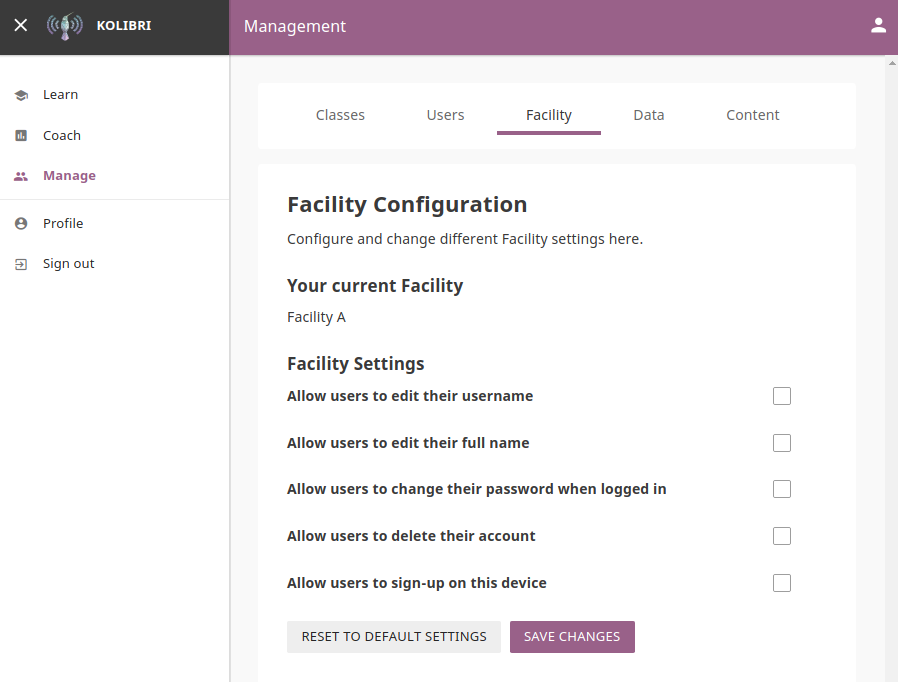 KOLIBRI
Management
Learn
Coach
Manage
Profile
Sign out
Classes Users Facility Data Content
Facility Configuration
Configure and change different Facility settings here.
Your current Facility
Facility A
Facility Settings
Allow users to edit their username
Allow users to edit their full name
Allow users to change their password when logged in
Allow users to delete their account
Allow users to sign-up on this device
RESET TO DEFAULT SETTINGS SAVE CHANGES